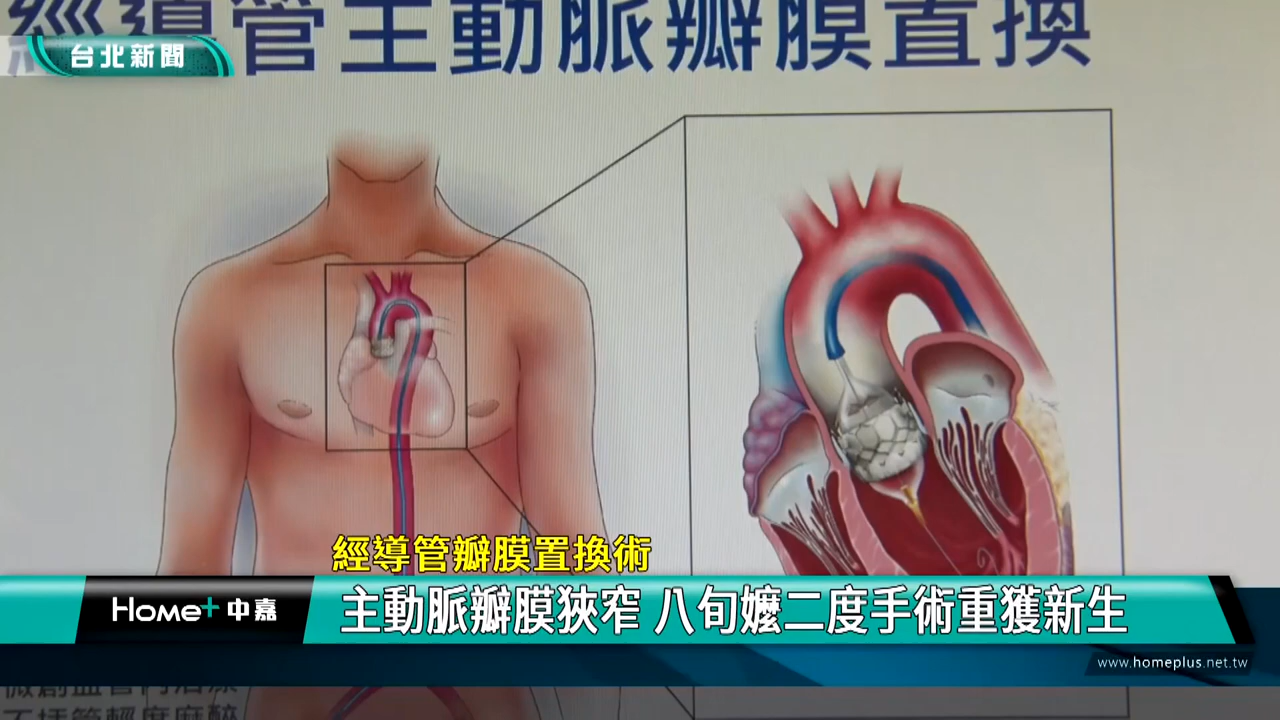 經導管主動脈瓣膜置換
台北新聞
經導管瓣膜置換術
Home+中嘉
主動脈瓣膜狹窄 八旬嬤二度手術重獲新生
www.homeplus.net.tw